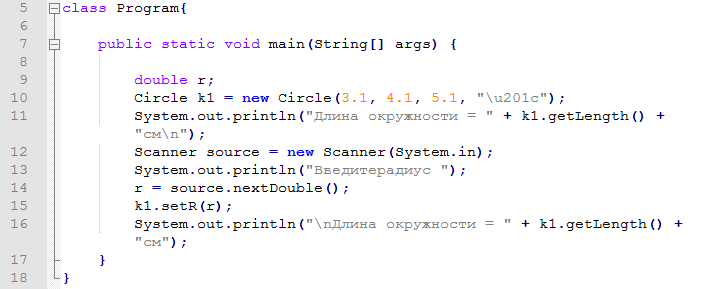 5 class Program{
6
7 public static void main(String[] args) {
8
9 double r;
10 Circle k1 = new Circle(3.1, 4.1, 5.1, "\u201c");
11 System.out.println("Длина окружности = " + k1.getLength() +
"см\n");
12 Scanner source = new Scanner(System.in);
13 System.out.println("Введитерадиус ");
14 r = source.nextDouble();
15 k1.setR(r);
16 System.out.println("\nДлина окружности = " + k1.getLength() +
"см");
17 }
18 }